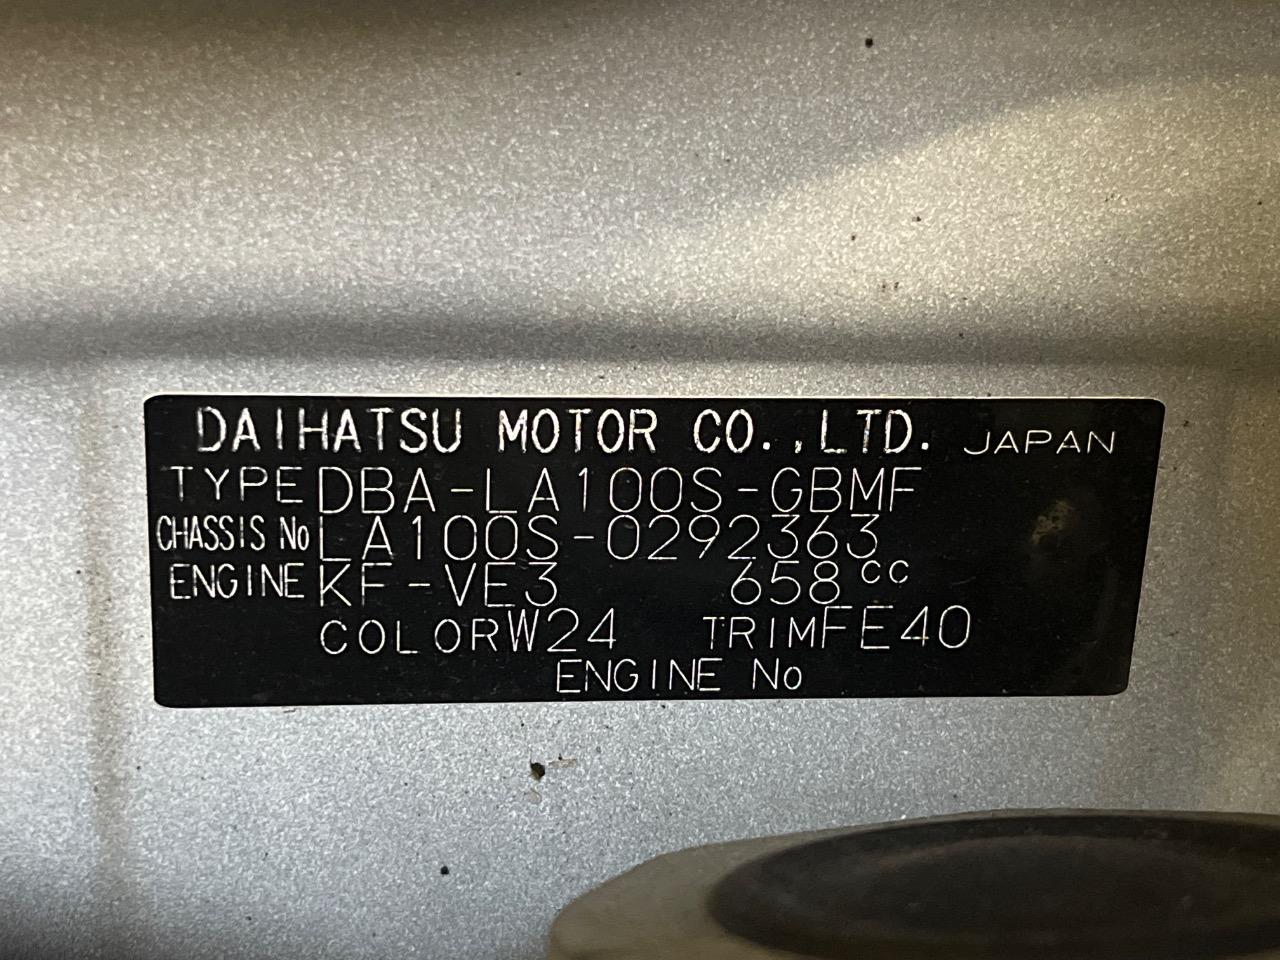 DAIHATSU MOTOR CO.,LTD. JAPAN
TYPE DBA-LA100S-GBMF
CHASSIS No LA100S-0292363
ENGINE KF-VE3 658cc
COLOR W24 TRIM FE40
ENGINE No